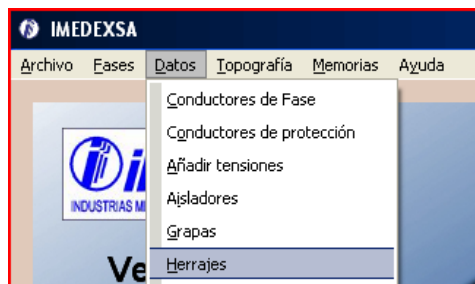 IMEDEXSA
Archivo Fases Datos Topografía Memorias Ayuda
Conductores de Fase
Conductores de protección
Añadir tensiones
Aisladores
Grapas
Herrajes
INDUSTRIAS
Ve